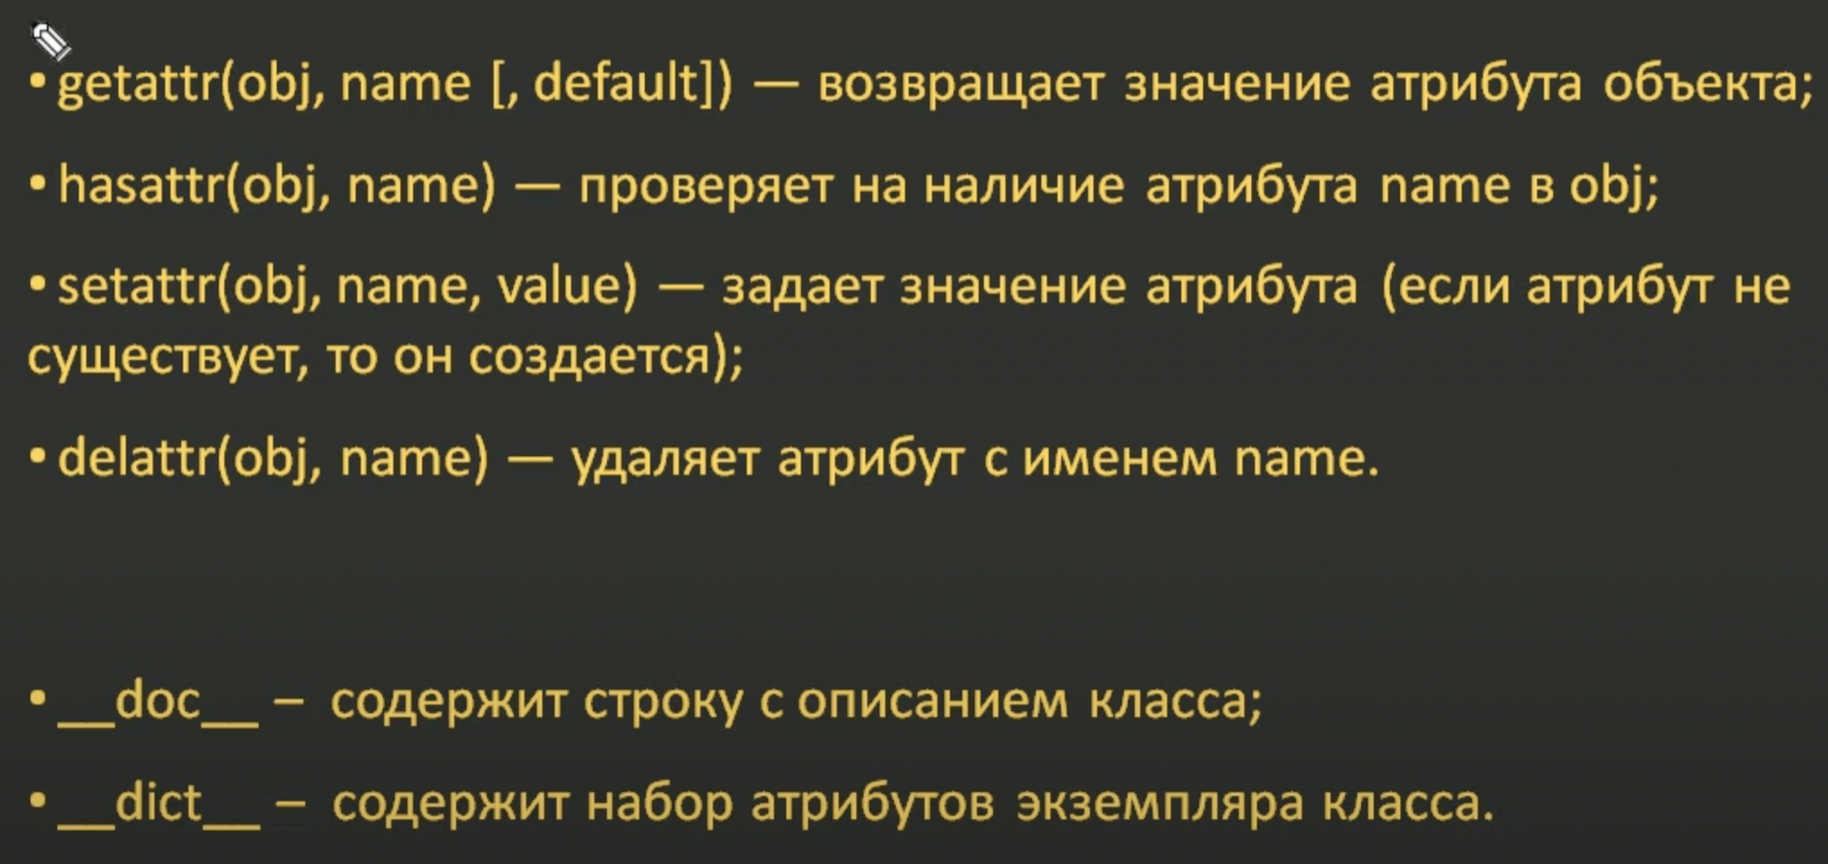 • getattr(obj, name [, default]) — возвращает значение атрибута объекта;
• hasattr(obj, name) — проверяет на наличие атрибута name в obj;
• setattr(obj, name, value) — задает значение атрибута (если атрибут не
существует, то он создается);
• delattr(obj, name) — удаляет атрибут с именем name.
• __doc__ – содержит строку с описанием класса;
• __dict__ – содержит набор атрибутов экземпляра класса.